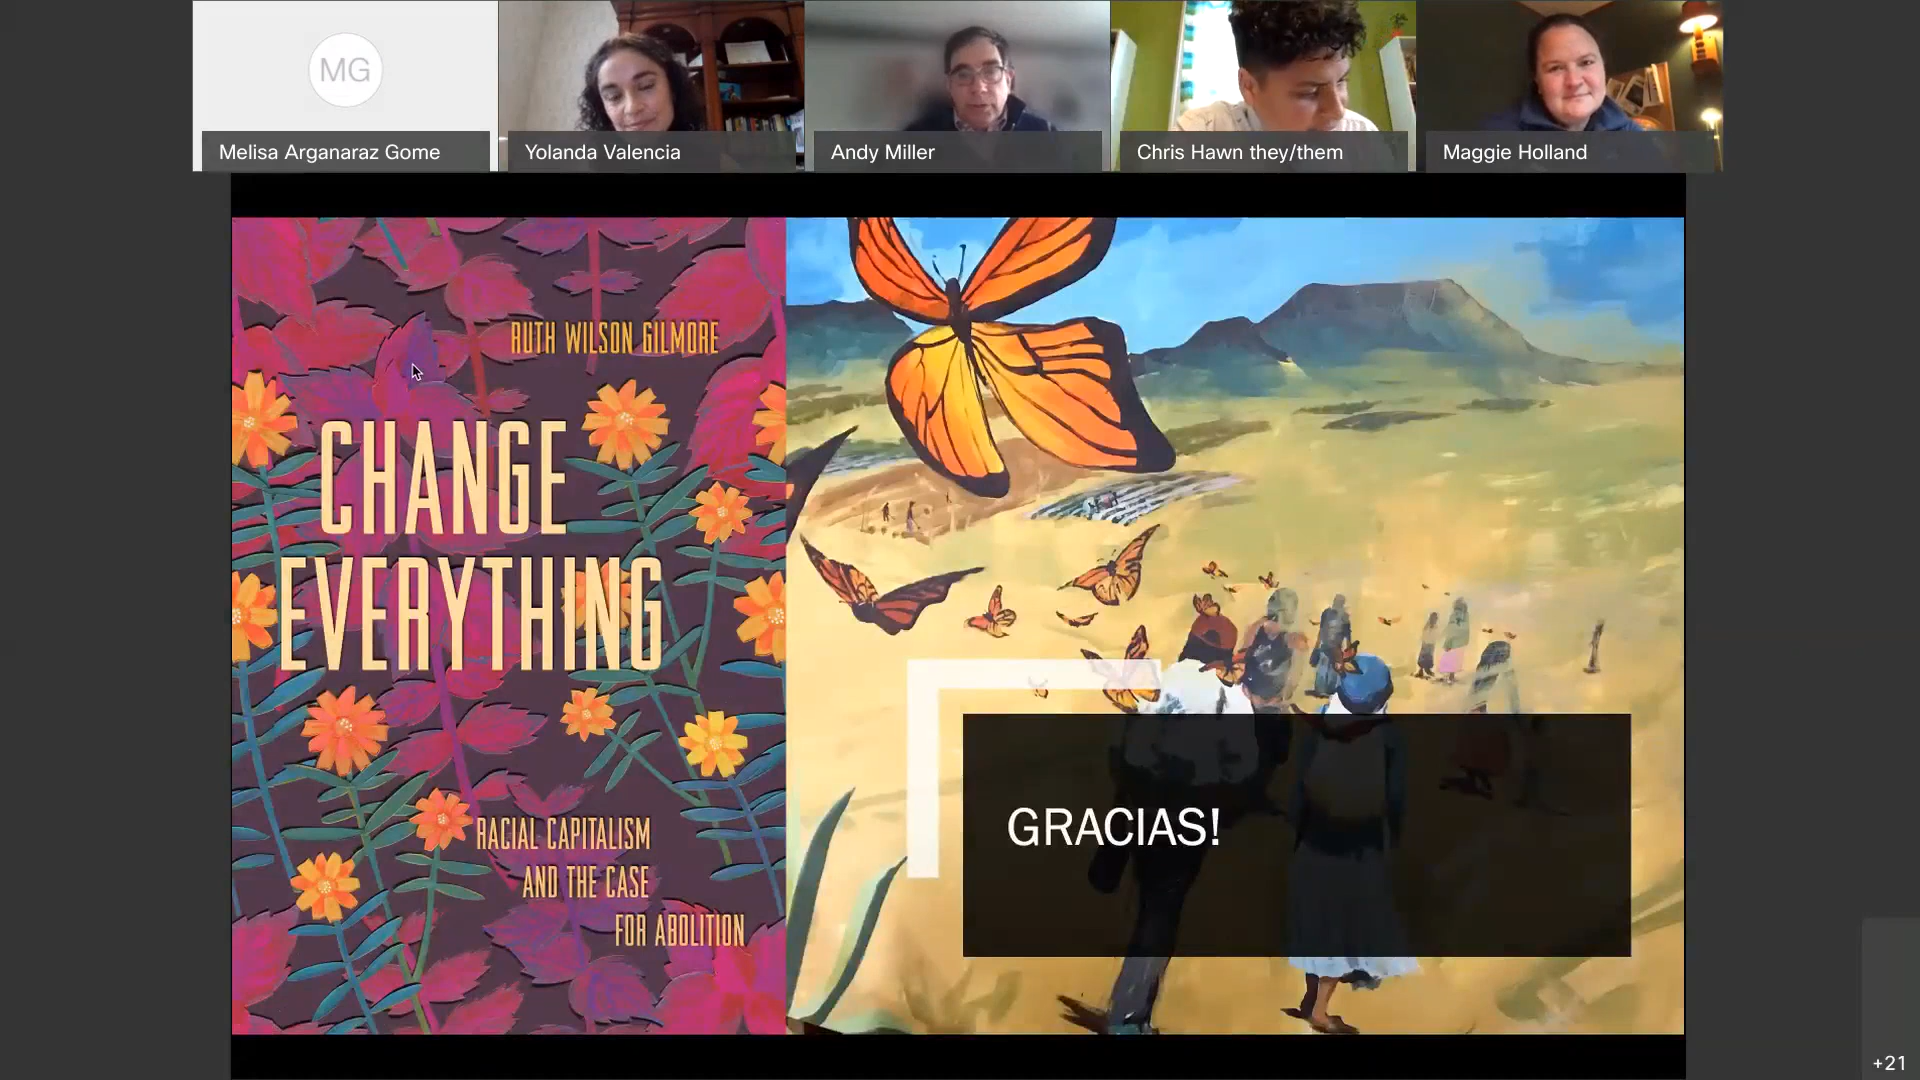 MG
Melisa Arganaraz Gome
Yolanda Valencia
Andy Miller
Chris Hawn they/them
Maggie Holland
RUTH WILSON GILMORE
CHANGE
EVERYTHING
RACIAL CAPITALISM
AND THE CASE
FOR ABOLITION
GRACIAS!
+21